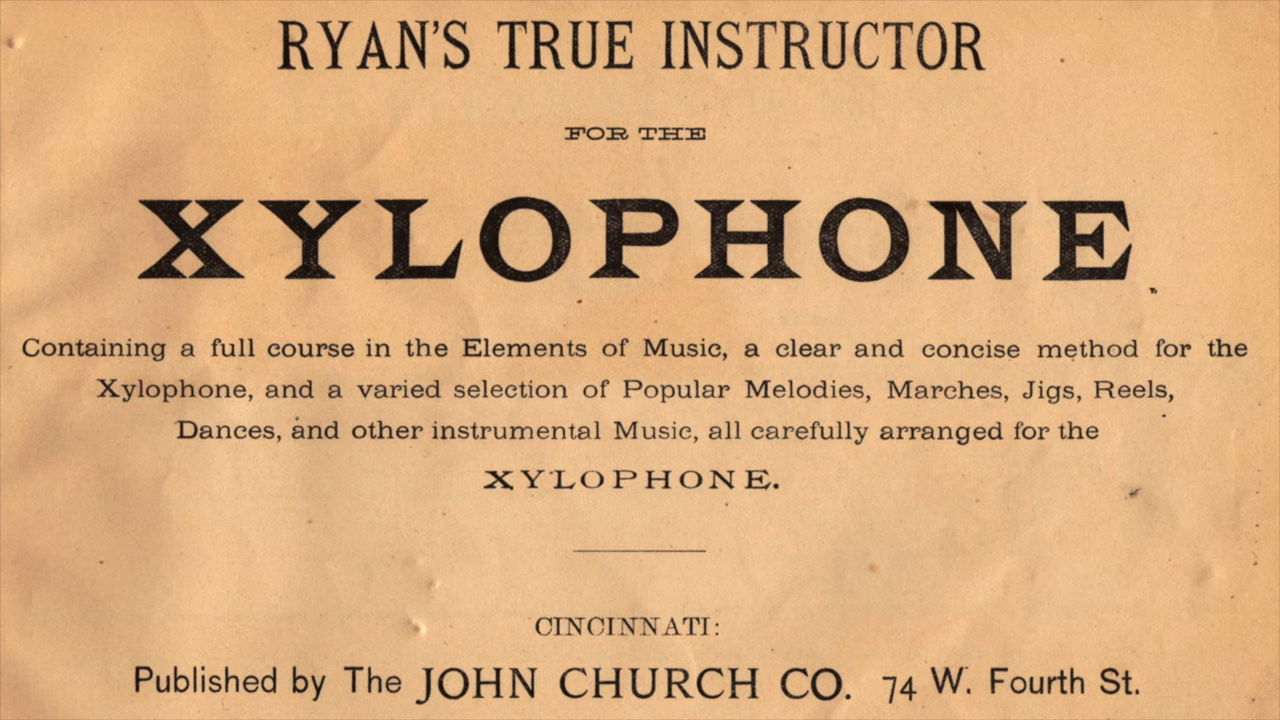 RYAN'S TRUE INSTRUCTOR
FOR THE
XYLOPHONE
Containing a full course in the Elements of Music, a clear and concise method for the
Xylophone, and a varied selection of Popular Melodies, Marches, Jigs, Reels,
Dances, and other instrumental Music, all carefully arranged for the
XYLOPHONE.
CINCINNATI:
Published by The JOHN CHURCH CO. 74 W. Fourth St.